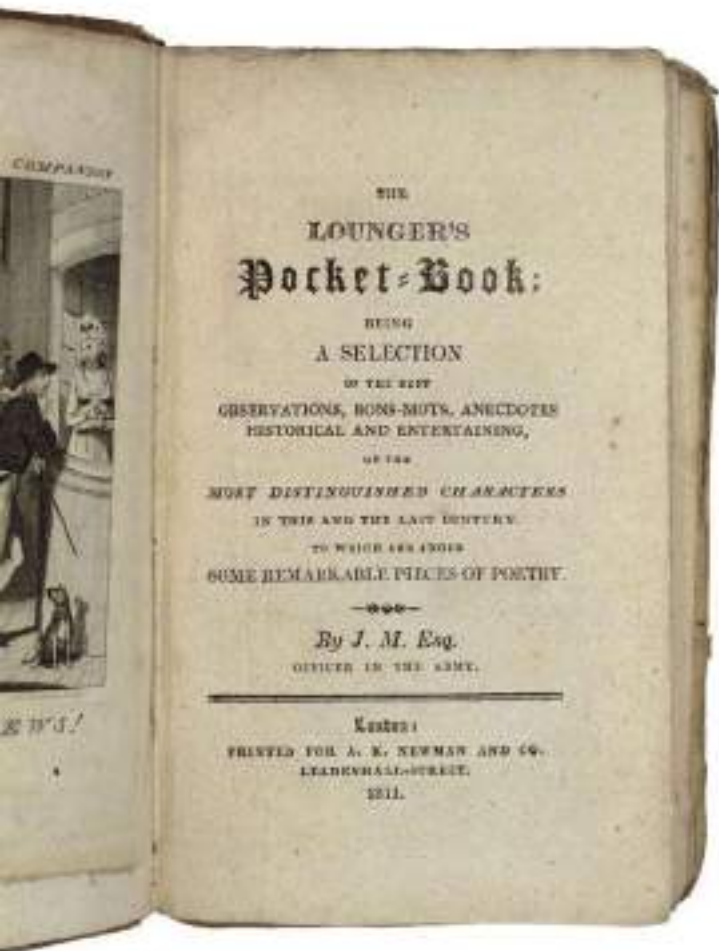 COMPANION
EWS!
THE
LOUNGER'S
Pocket-Book:
BEING
A SELECTION
OF THE BEST
OBSERVATIONS, BONS-MOTS, ANECDOTES
HISTORICAL AND ENTERTAINING,
OF THE
MOST DISTINGUISHED CHARACTERS
IN THIS AND THE LAST CENTURY.
TO WHICH ARE ADDED
SOME REMARKABLE PIECES OF POETRY.
By J. M. Esq.
OFFICER IN THE ARMY.
London:
PRINTED FOR A. K. NEWMAN AND CO.
LEADENHALL-STREET.
1811.